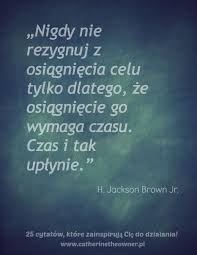 „Nigdy nie
rezygnuj z
osiągnięcia celu
tylko dlatego, że
osiągnięcie go
wymaga czasu.
Czas i tak
upłynie.”
H. Jackson Brown Jr.
25 cytatów, które zainspirują Cię do działania!
www.catherinetheowner.pl